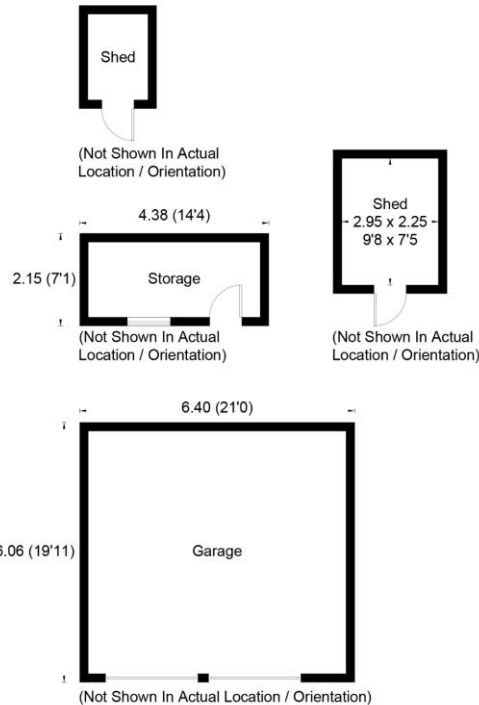 Shed
(Not Shown In Actual
Location / Orientation)
4.38 (14'4)
2.15 (7'1)
Storage
(Not Shown In Actual
Location / Orientation)
Shed
2.95 x 2.25
9'8 x 7'5
(Not Shown In Actual
Location / Orientation)
6.40 (21'0)
6.06 (19'11)
Garage
(Not Shown In Actual Location / Orientation)